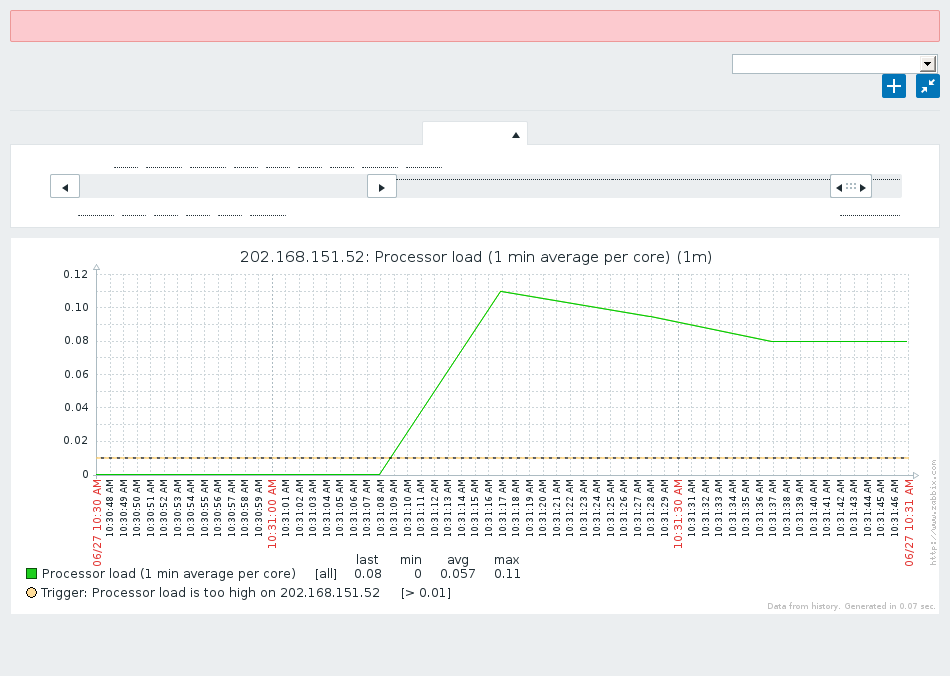 202.168.151.52: Processor load (1 min average per core) (1m)
0.12
0.10
0.08
0.06
0.04
0.02
0
06/27 10:30 AM
10:30:48 AM
10:30:49 AM
10:30:50 AM
10:30:51 AM
10:30:52 AM
10:30:53 AM
10:30:54 AM
10:30:55 AM
10:30:56 AM
10:30:57 AM
10:30:58 AM
10:30:59 AM
10:31:00 AM
10:31:01 AM
10:31:02 AM
10:31:03 AM
10:31:04 AM
10:31:05 AM
10:31:06 AM
10:31:07 AM
10:31:08 AM
10:31:09 AM
10:31:10 AM
10:31:11 AM
10:31:12 AM
10:31:13 AM
10:31:14 AM
10:31:15 AM
10:31:16 AM
10:31:17 AM
10:31:18 AM
10:31:19 AM
10:31:20 AM
10:31:21 AM
10:31:22 AM
10:31:23 AM
10:31:24 AM
10:31:25 AM
10:31:26 AM
10:31:27 AM
10:31:28 AM
10:31:29 AM
10:31:30 AM
10:31:31 AM
10:31:32 AM
10:31:33 AM
10:31:34 AM
10:31:35 AM
10:31:36 AM
10:31:37 AM
10:31:38 AM
10:31:39 AM
10:31:40 AM
10:31:41 AM
10:31:42 AM
10:31:43 AM
10:31:44 AM
10:31:45 AM
10:31:46 AM
06/27 10:31 AM
http://www.zabbix.com
last min avg max
Processor load (1 min average per core) [all] 0.08 0 0.057 0.11
Trigger: Processor load is too high on 202.168.151.52 [> 0.01]
Data from history. Generated in 0.07 sec.